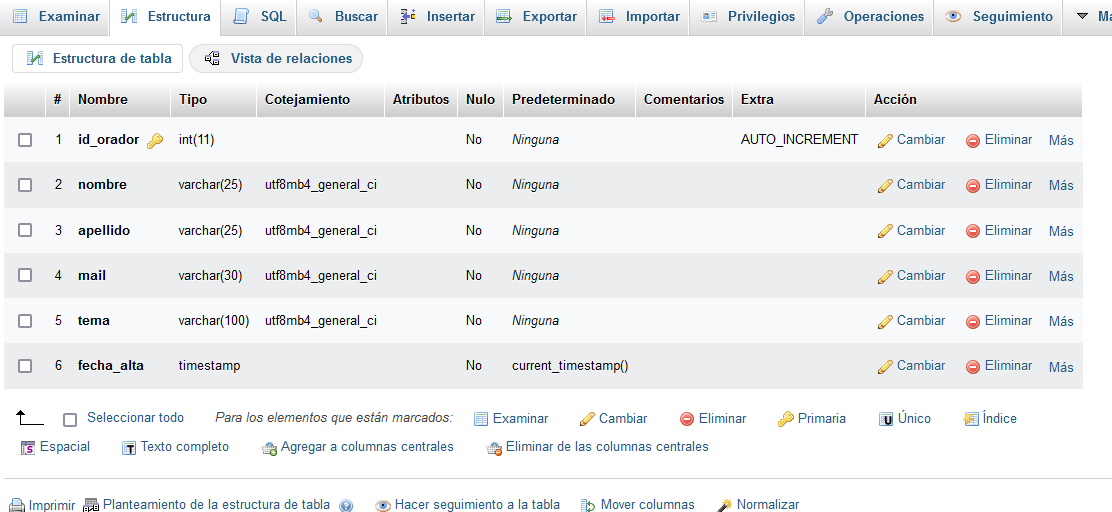 Examinar Estructura SQL Buscar Insertar Exportar Importar Privilegios Operaciones Seguimiento
Estructura de tabla Vista de relaciones
# Nombre Tipo Cotejamiento Atributos Nulo Predeterminado Comentarios Extra Acción
1 id_orador int(11) No Ninguna AUTO_INCREMENT Cambiar Eliminar Más
2 nombre varchar(25) utf8mb4_general_ci No Ninguna Cambiar Eliminar Más
3 apellido varchar(25) utf8mb4_general_ci No Ninguna Cambiar Eliminar Más
4 mail varchar(30) utf8mb4_general_ci No Ninguna Cambiar Eliminar Más
5 tema varchar(100) utf8mb4_general_ci No Ninguna Cambiar Eliminar Más
6 fecha_alta timestamp No current_timestamp() Cambiar Eliminar Más
Seleccionar todo Para los elementos que están marcados: Examinar Cambiar Eliminar Primaria Único Índice
Espacial Texto completo Agregar a columnas centrales Eliminar de las columnas centrales
Imprimir Planteamiento de la estructura de tabla Hacer seguimiento a la tabla Mover columnas Normalizar